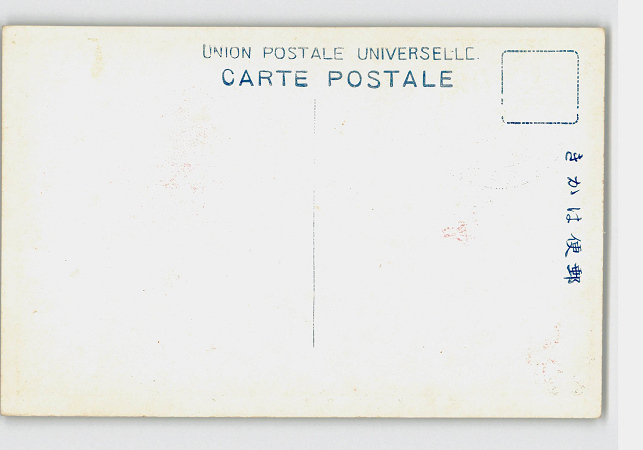 UNION POSTALE UNIVERSELLE.
CARTE POSTALE
郵便はかき